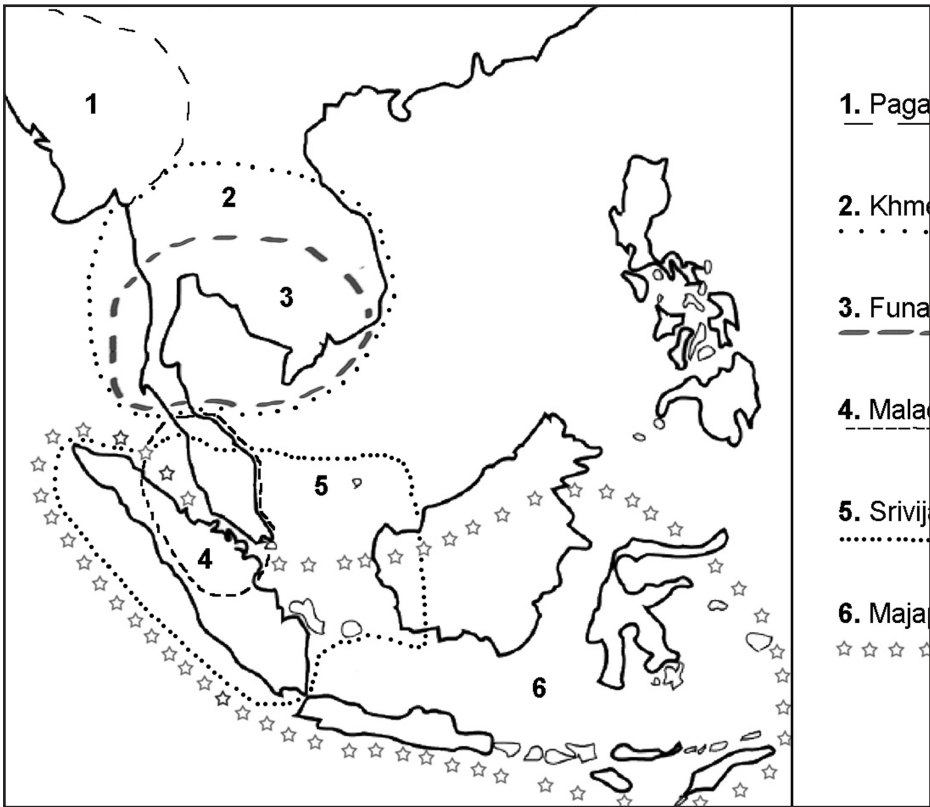 1
2
3
4
5
6
1. Paga
2. Khme
3. Funa
4. Mala
5. Srivij
6. Maja